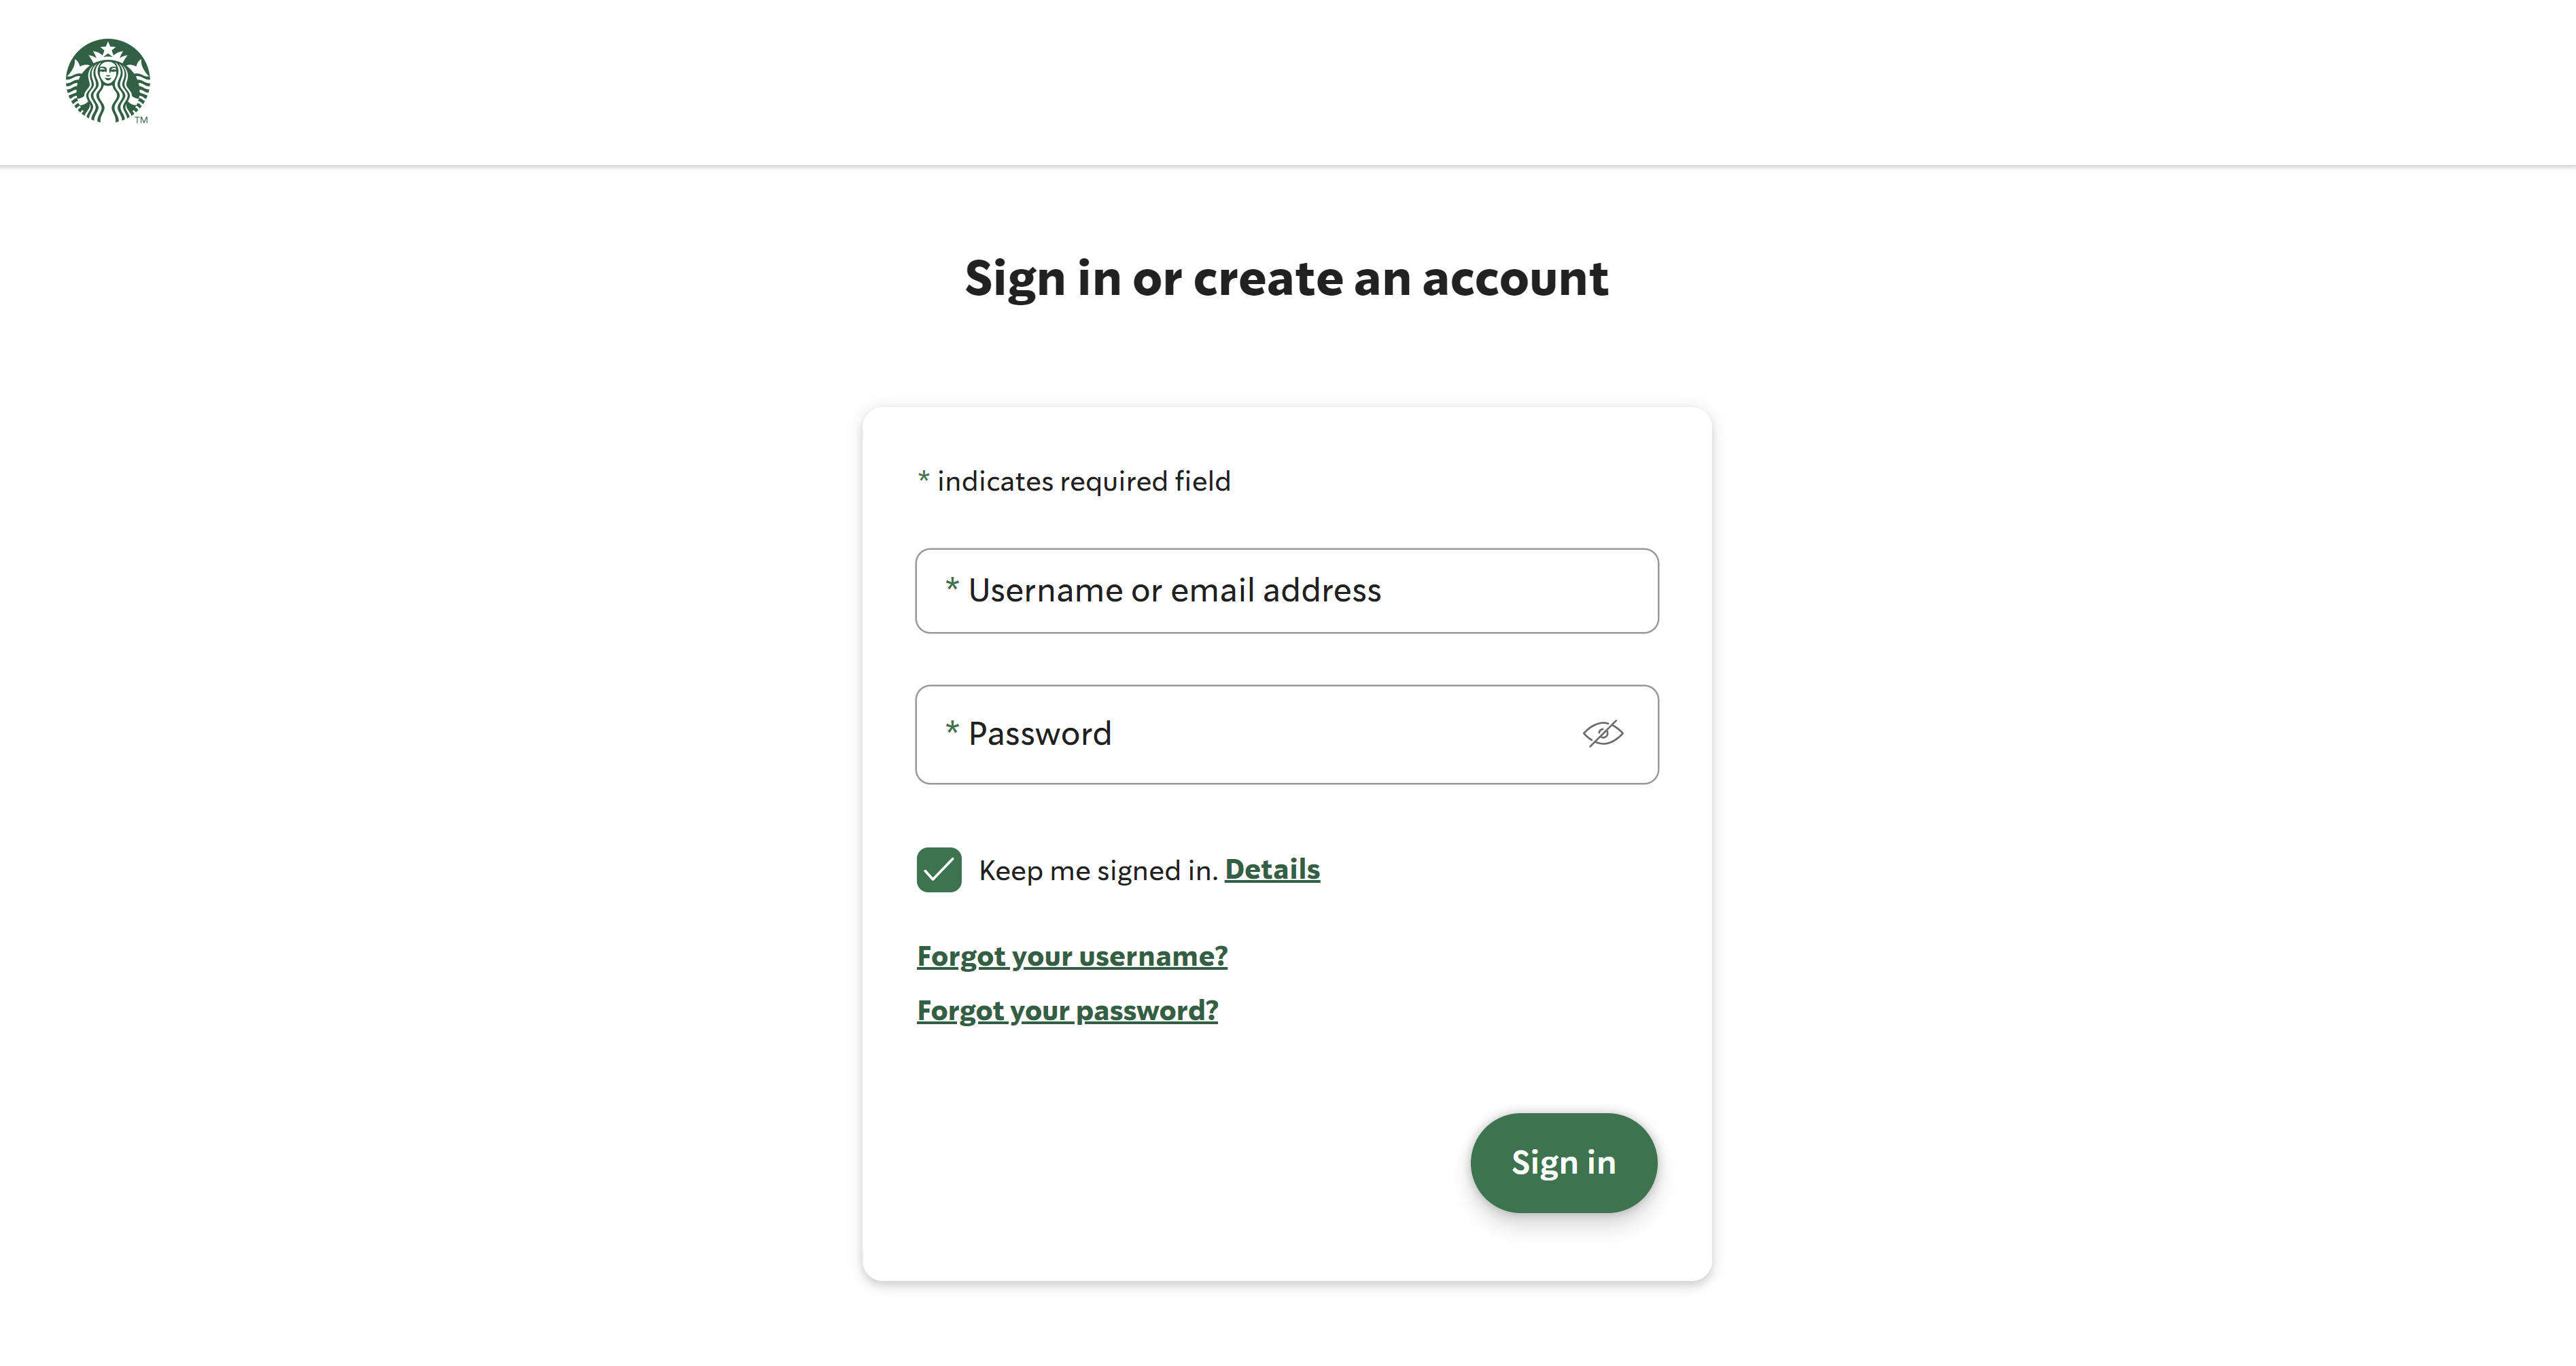 TM
Sign in or create an account
* indicates required field
* Username or email address
* Password
Keep me signed in. Details
Forgot your username?
Forgot your password?
Sign in